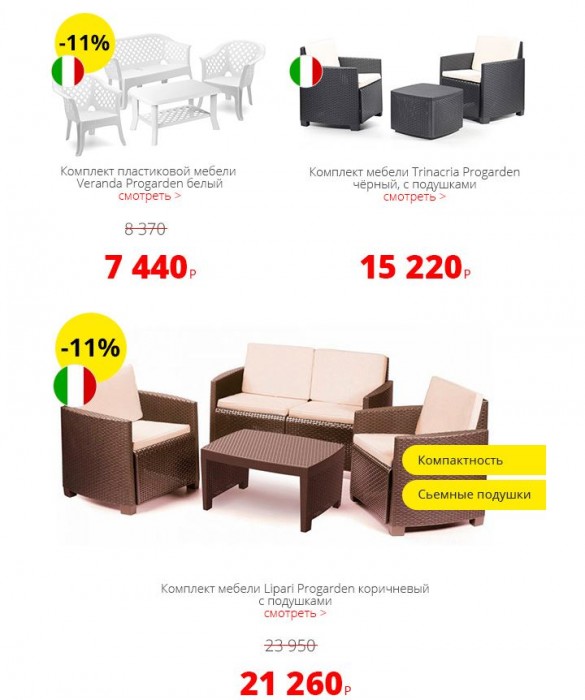 -11%
Комплект пластиковой мебели
Veranda Progarden белый
смотреть >
8 370
7 440 Р
Комплект мебели Trinacria Progarden
чёрный, с подушками
смотреть >
15 220 Р
-11%
Компактность
Сьемные подушки
Комплект мебели Lipari Progarden коричневый
с подушками
смотреть >
23 950
21 260 Р